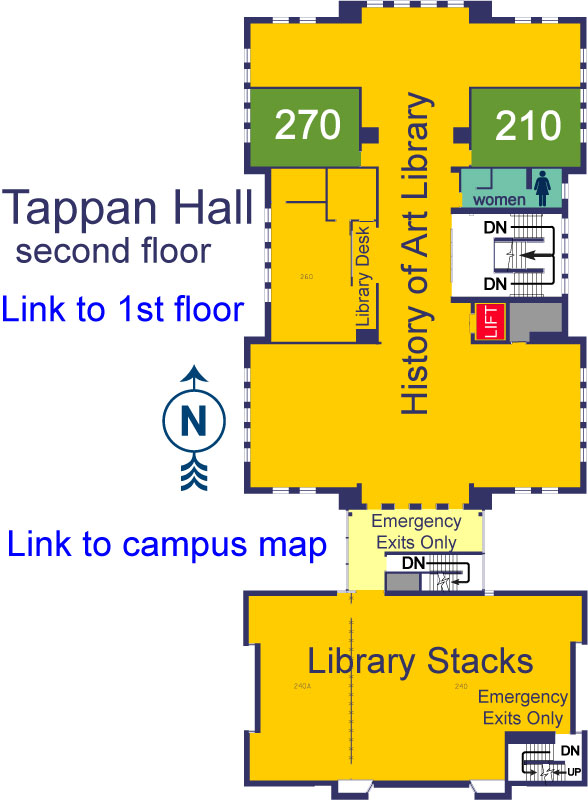 270
210
History of Art Library
women
Tappan Hall
second floor
DN
Library Desk
260
DN
Link to 1st floor
LIFT
N
Emergency
Exits Only
Link to campus map
DN
Library Stacks
240A
240
Emergency
Exits Only
DN
UP